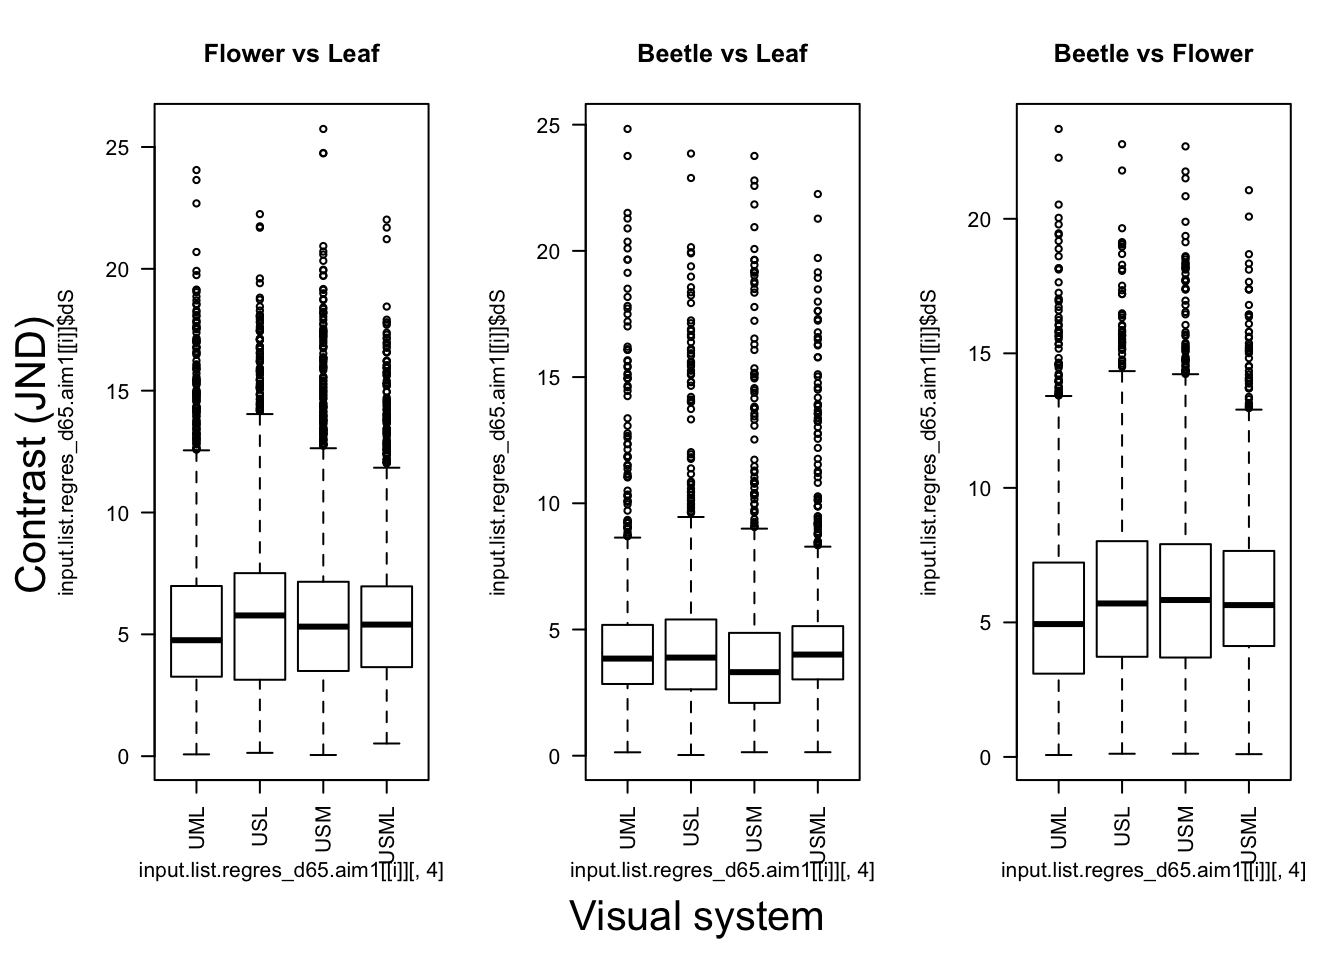 Flower vs Leaf
Beetle vs Leaf
Beetle vs Flower
Contrast (JND)
input.list.regres_d65.aim1[[i]]$dS
25
20
15
10
5
0
UML
USL
USM
USML
input.list.regres_d65.aim1[[i]][, 4]
input.list.regres_d65.aim1[[i]]$dS
25
20
15
10
5
0
UML
USL
USM
USML
input.list.regres_d65.aim1[[i]][, 4]
input.list.regres_d65.aim1[[i]]$dS
20
15
10
5
0
UML
USL
USM
USML
input.list.regres_d65.aim1[[i]][, 4]
Visual system